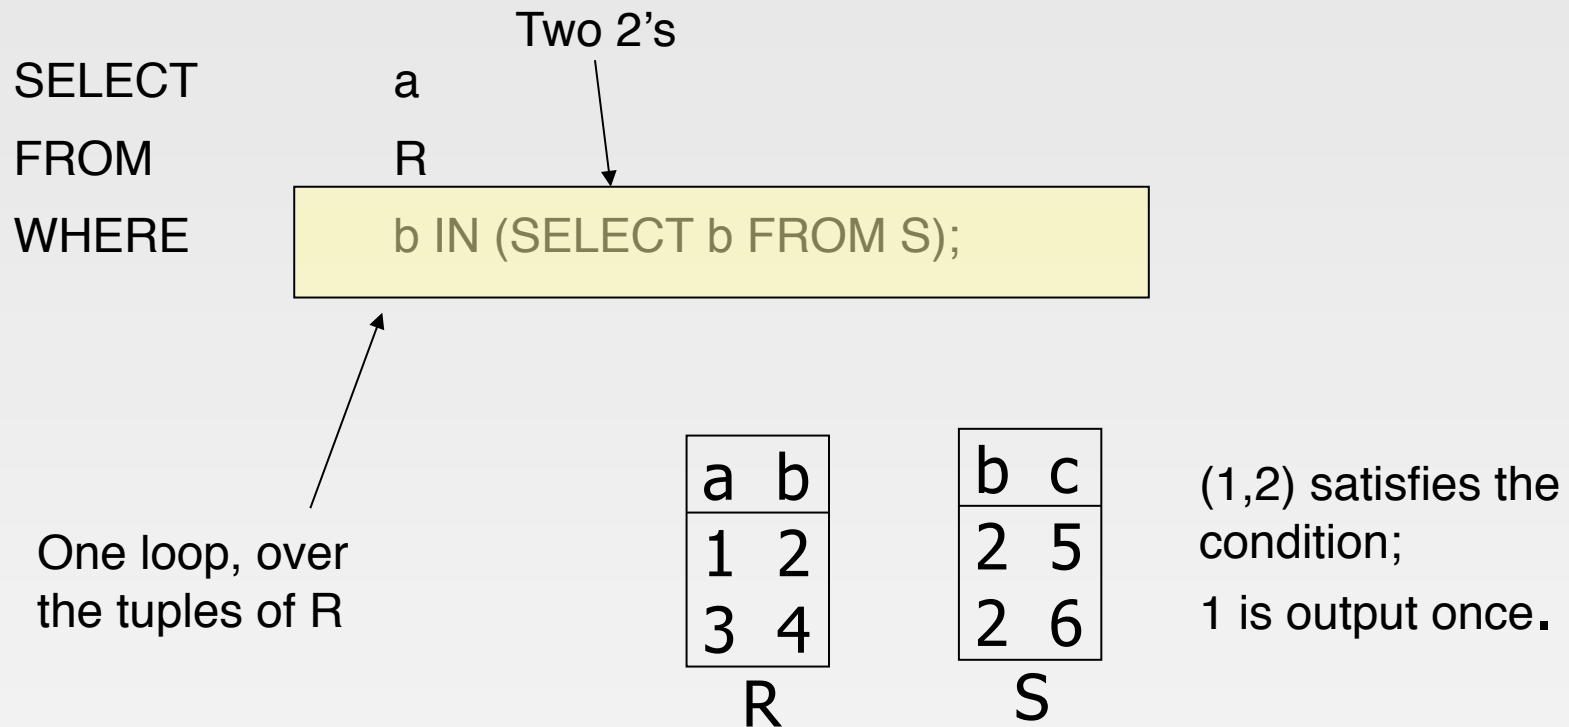 Two 2’s
SELECT a
FROM R
WHERE b IN (SELECT b FROM S);
One loop, over
the tuples of R
a b
1 2
3 4
R
b c
2 5
2 6
S
(1,2) satisfies the
condition;
1 is output once.